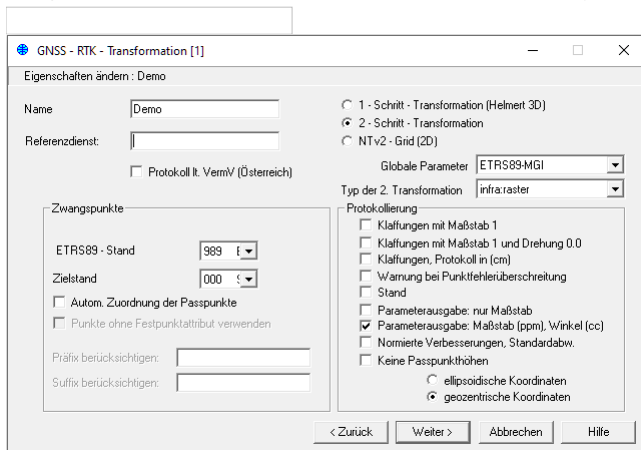 GNSS - RTK - Transformation [1]
Eigenschaften ändern : Demo
Name Demo
Referenzdienst:
Protokoll lt. VermV (Österreich)
1 - Schritt - Transformation (Helmert 3D)
2 - Schritt - Transformation
NTv2 - Grid (2D)
Globale Parameter ETRS89-MGI
Typ der 2. Transformation infra:raster
Zwangspunkte
ETRS89 - Stand 989
Zielstand 000
Autom. Zuordnung der Passpunkte
Punkte ohne Festpunktattribut verwenden
Präfix berücksichtigen:
Suffix berücksichtigen:
Protokollierung
Klaffungen mit Maßstab 1
Klaffungen mit Maßstab 1 und Drehung 0.0
Klaffungen, Protokoll in (cm)
Warnung bei Punktfehlerüberschreitung
Stand
Parameterausgabe: nur Maßstab
Parameterausgabe: Maßstab (ppm), Winkel (cc)
Normierte Verbesserungen, Standardabw.
Keine Passpunkthöhen
ellipsoidische Koordinaten
geozentrische Koordinaten
< Zurück Weiter > Abbrechen Hilfe